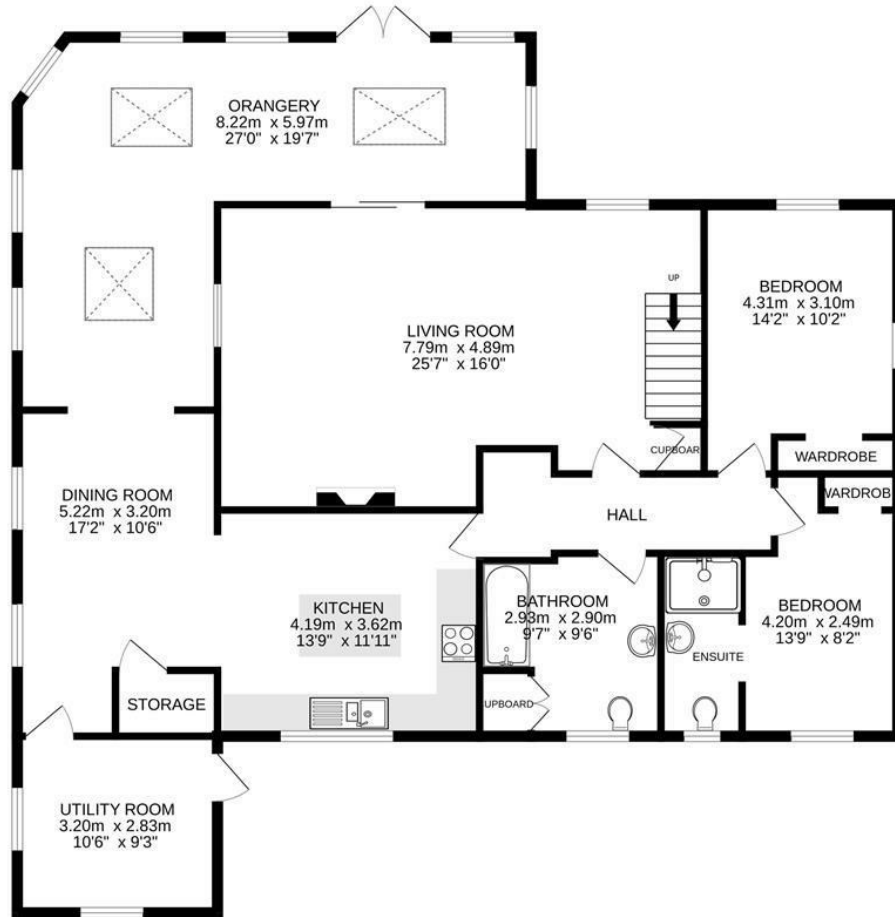 ORANGERY
8.22m x 5.97m
27'0" x 19'7"
UP
BEDROOM
4.31m x 3.10m
14'2" x 10'2"
LIVING ROOM
7.79m x 4.89m
25'7" x 16'0"
CUPBOAR
WARDROBE
WARDROB
DINING ROOM
5.22m x 3.20m
17'2" x 10'6"
HALL
KITCHEN
4.19m x 3.62m
13'9" x 11'11"
BATHROOM
2.93m x 2.90m
9'7" x 9'6"
BEDROOM
4.20m x 2.49m
13'9" x 8'2"
ENSUITE
STORAGE
UPBOARD
UTILITY ROOM
3.20m x 2.83m
10'6" x 9'3"